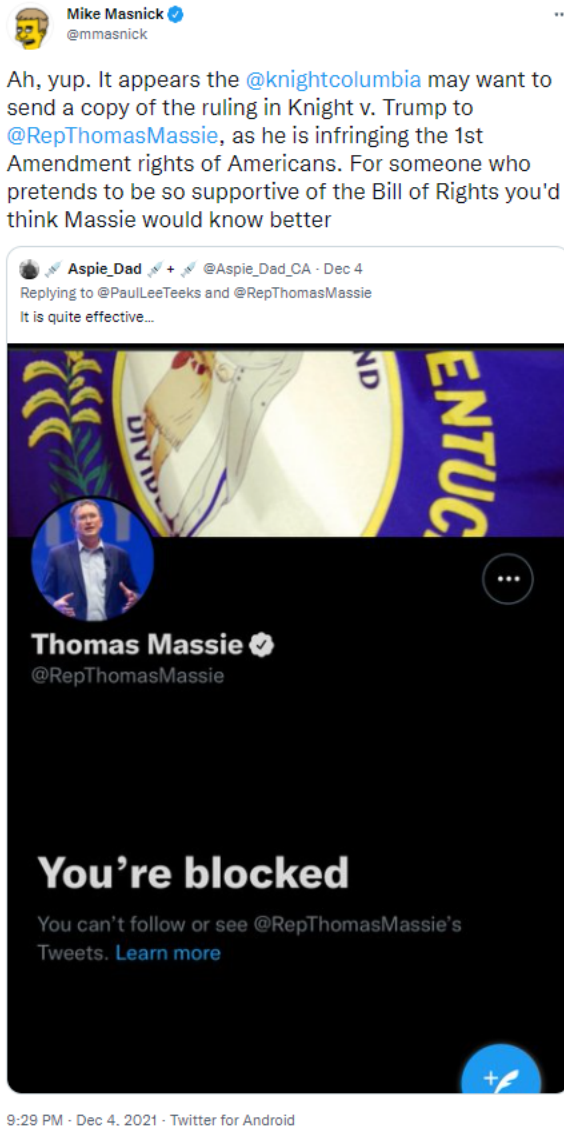 Mike Masnick
@mmasnick
Ah, yup. It appears the @knightcolumbia may want to
send a copy of the ruling in Knight v. Trump to
@RepThomasMassie, as he is infringing the 1st
Amendment rights of Americans. For someone who
pretends to be so supportive of the Bill of Rights you'd
think Massie would know better
Aspie_Dad + @Aspie_Dad_CA · Dec 4
Replying to @PaulLeeTeeks and @RepThomasMassie
It is quite effective...
ND
DIVID
ENTUC
Thomas Massie
@RepThomasMassie
You're blocked
You can't follow or see @RepThomasMassie's
Tweets. Learn more
9:29 PM · Dec 4, 2021 · Twitter for Android